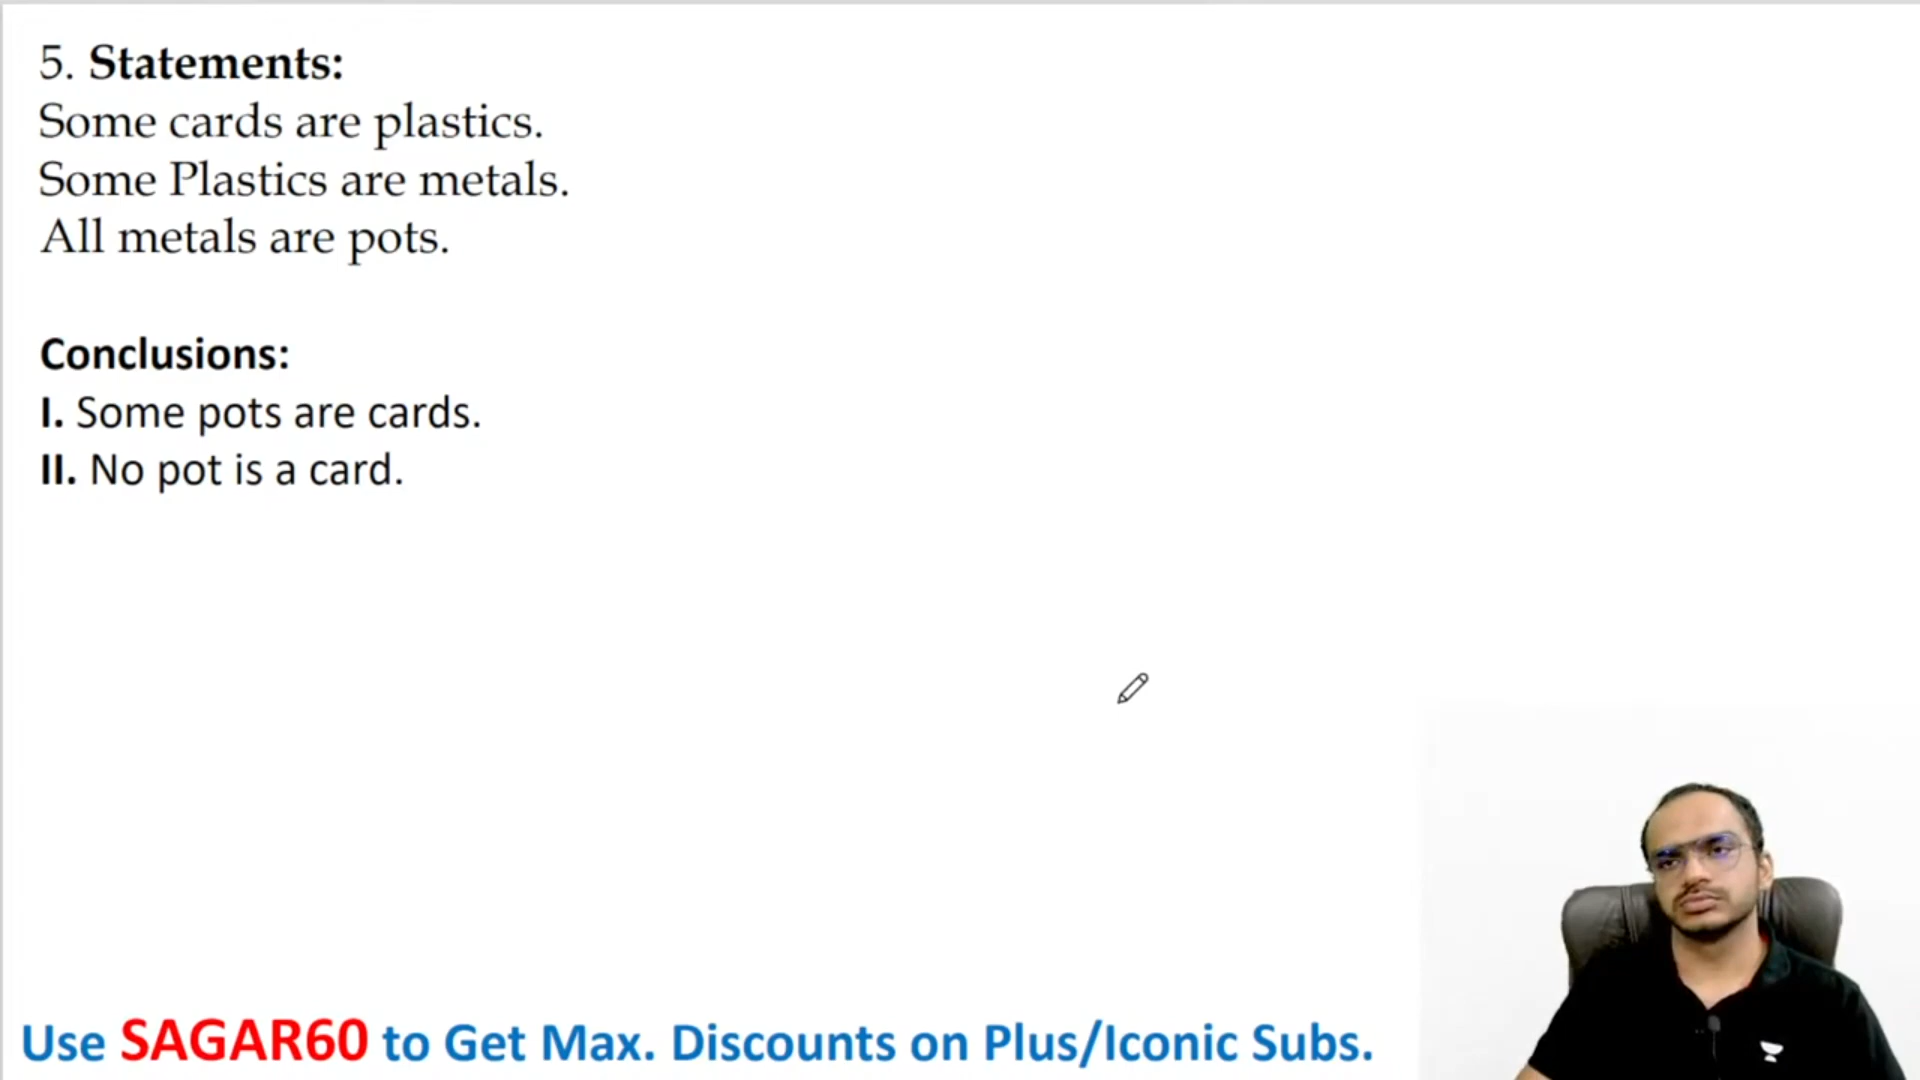 5. Statements:
Some cards are plastics.
Some Plastics are metals.
All metals are pots.
Conclusions:
I. Some pots are cards.
II. No pot is a card.
Use SAGAR60 to Get Max. Discounts on Plus/Iconic Subs.